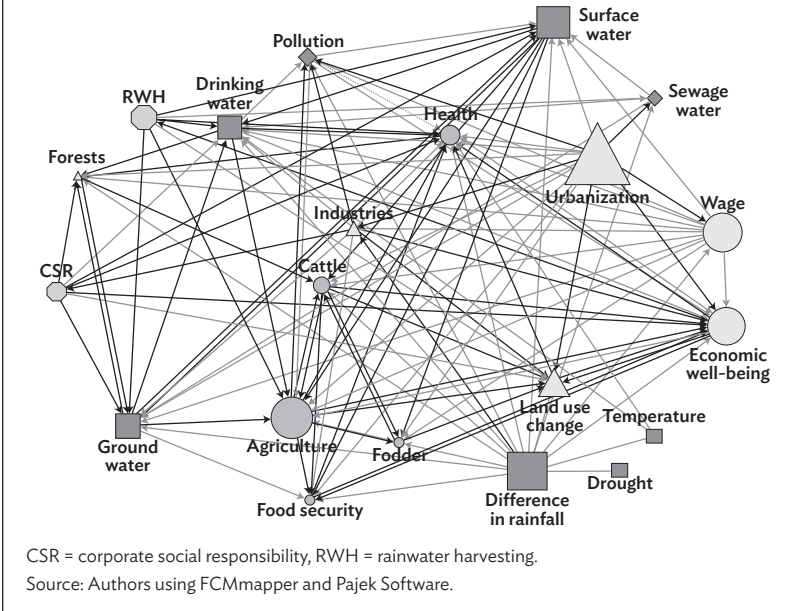 Surface
water
Pollution
Sewage
water
Drinking
water
RWH
Health
Forests
Urbanization
Wage
Industries
CSR
Cattle
Economic
well-being
Land use
change
Temperature
Ground
water
Agriculture
Fodder
Drought
Difference
in rainfall
Food security
CSR = corporate social responsibility, RWH = rainwater harvesting.
Source: Authors using FCMmapper and Pajek Software.